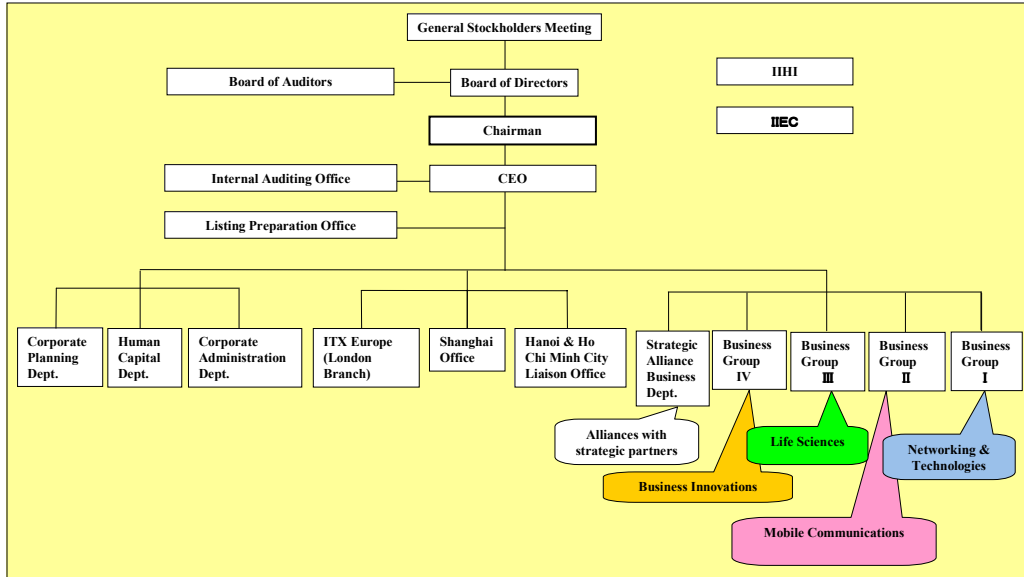 General Stockholders Meeting
Board of Auditors
Board of Directors
IIHI
Chairman
IIEC
Internal Auditing Office
CEO
Listing Preparation Office
Corporate
Planning
Dept.
Human
Capital
Dept.
Corporate
Administration
Dept.
ITX Europe
(London
Branch)
Shanghai
Office
Hanoi & Ho
Chi Minh City
Liaison Office
Strategic
Alliance
Business
Dept.
Business
Group
Ⅳ
Business
Group
Ⅲ
Business
Group
Ⅱ
Business
Group
Ⅰ
Alliances with
strategic partners
Life Sciences
Networking &
Technologies
Business Innovations
Mobile Communications